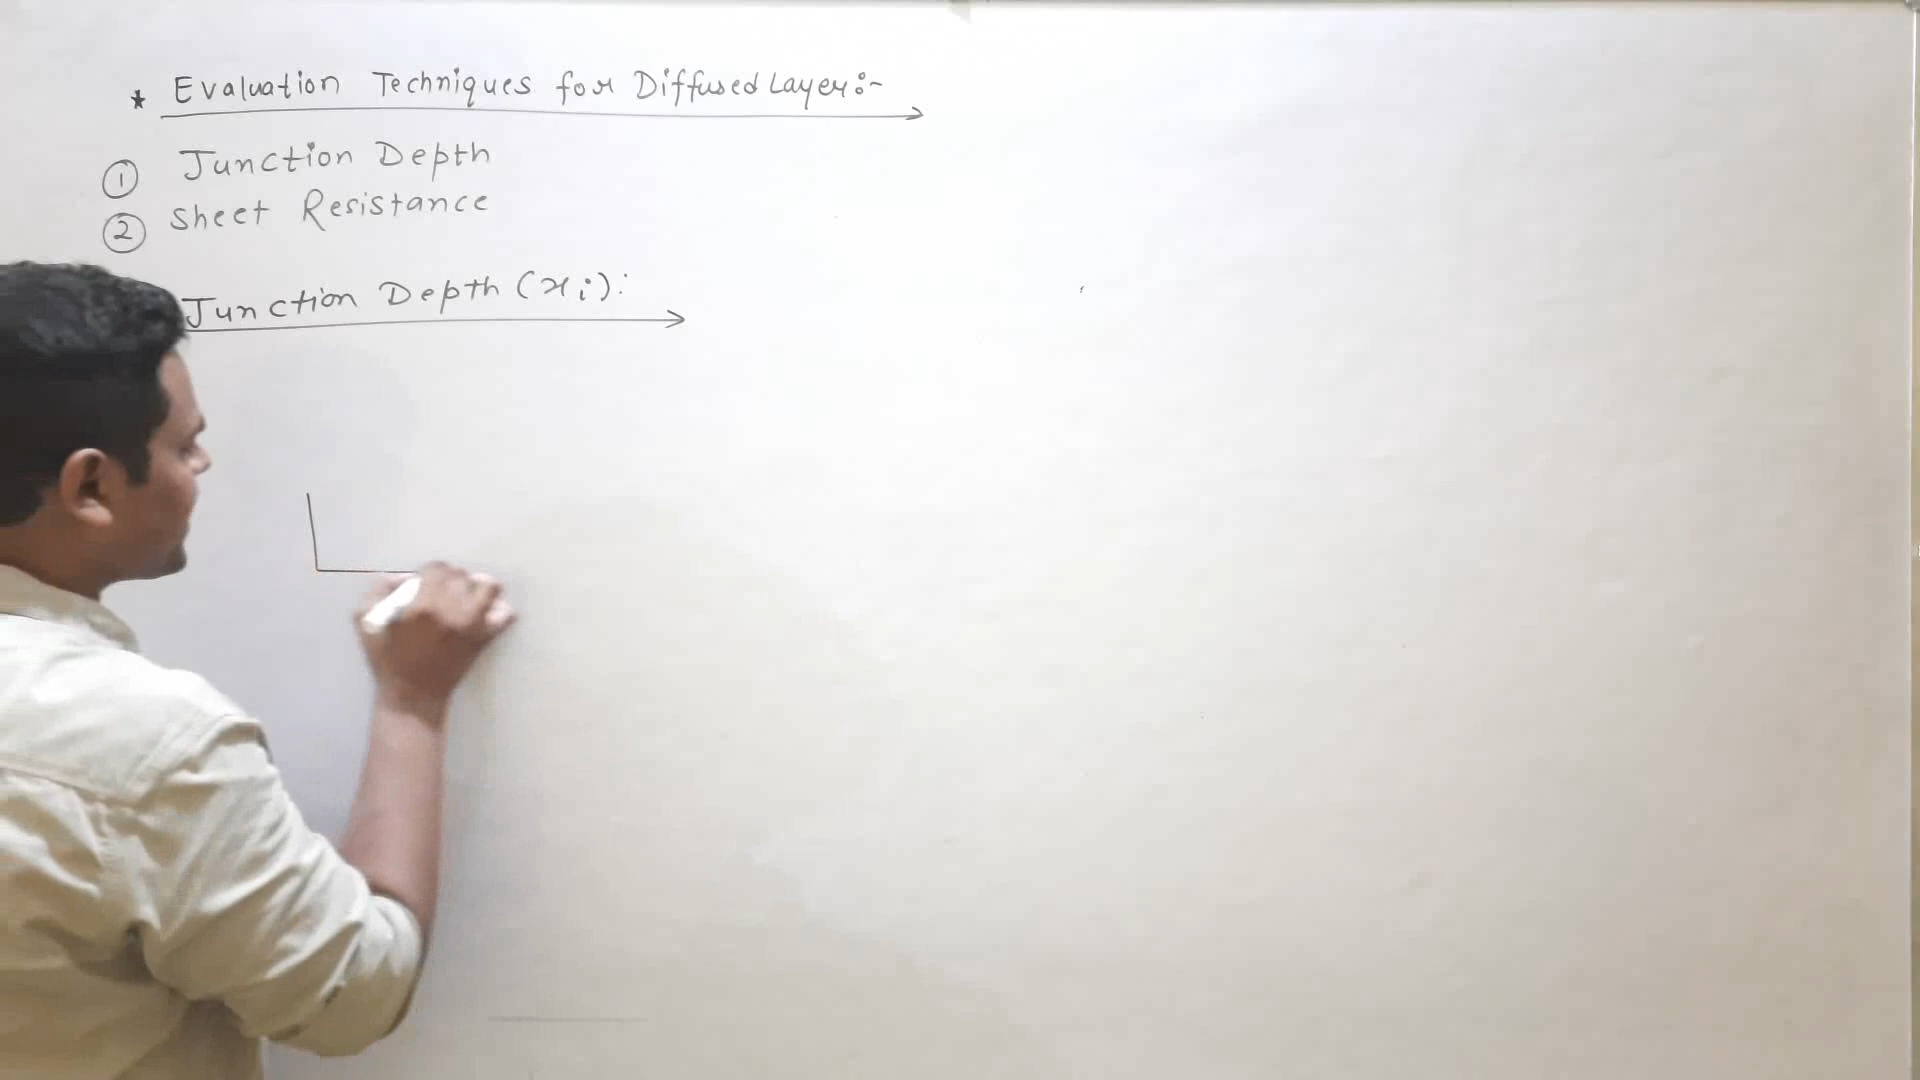 * Evaluation Techniques for Diffused Layer:-
① Junction Depth
② Sheet Resistance
Junction Depth (xj):